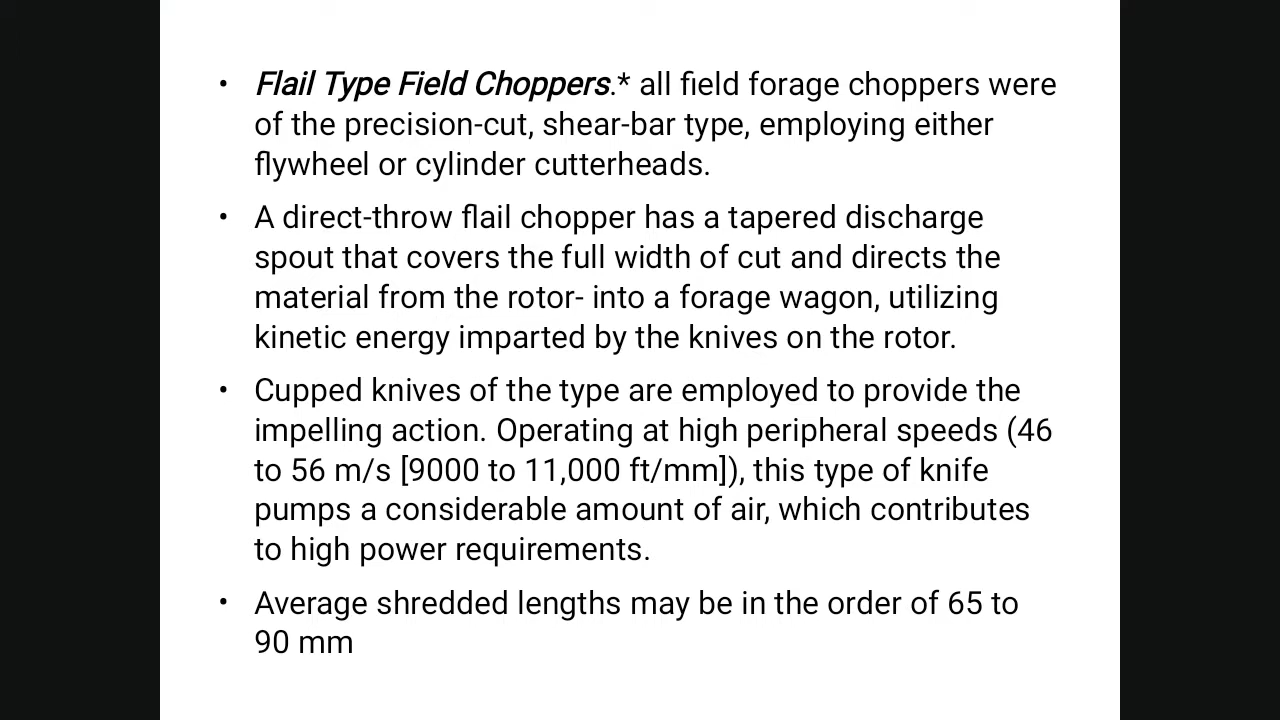 • Flail Type Field Choppers.* all field forage choppers were
of the precision-cut, shear-bar type, employing either
flywheel or cylinder cutterheads.
• A direct-throw flail chopper has a tapered discharge
spout that covers the full width of cut and directs the
material from the rotor- into a forage wagon, utilizing
kinetic energy imparted by the knives on the rotor.
• Cupped knives of the type are employed to provide the
impelling action. Operating at high peripheral speeds (46
to 56 m/s [9000 to 11,000 ft/mm]), this type of knife
pumps a considerable amount of air, which contributes
to high power requirements.
• Average shredded lengths may be in the order of 65 to
90 mm